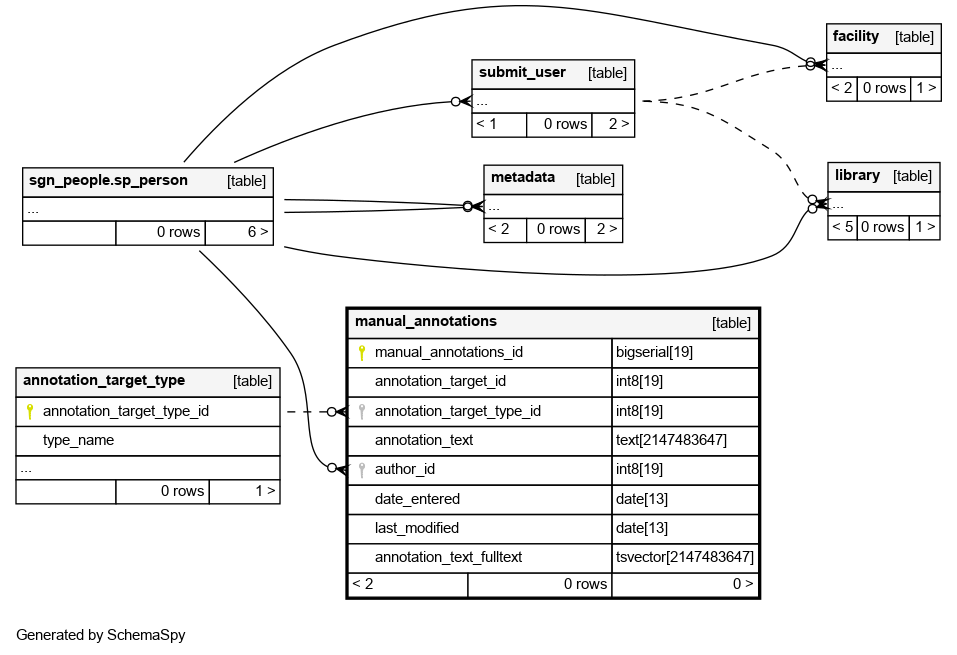 facility [table]
...
< 2 0 rows 1 >
submit_user [table]
...
< 1 0 rows 2 >
sgn_people.sp_person [table]
...
0 rows 6 >
metadata [table]
...
< 2 0 rows 2 >
library [table]
...
< 5 0 rows 1 >
manual_annotations [table]
manual_annotations_id bigserial[19]
annotation_target_id int8[19]
annotation_target_type_id int8[19]
annotation_text text[2147483647]
author_id int8[19]
date_entered date[13]
last_modified date[13]
annotation_text_fulltext tsvector[2147483647]
< 2 0 rows 0 >
annotation_target_type [table]
annotation_target_type_id
type_name
...
0 rows 1 >
Generated by SchemaSpy